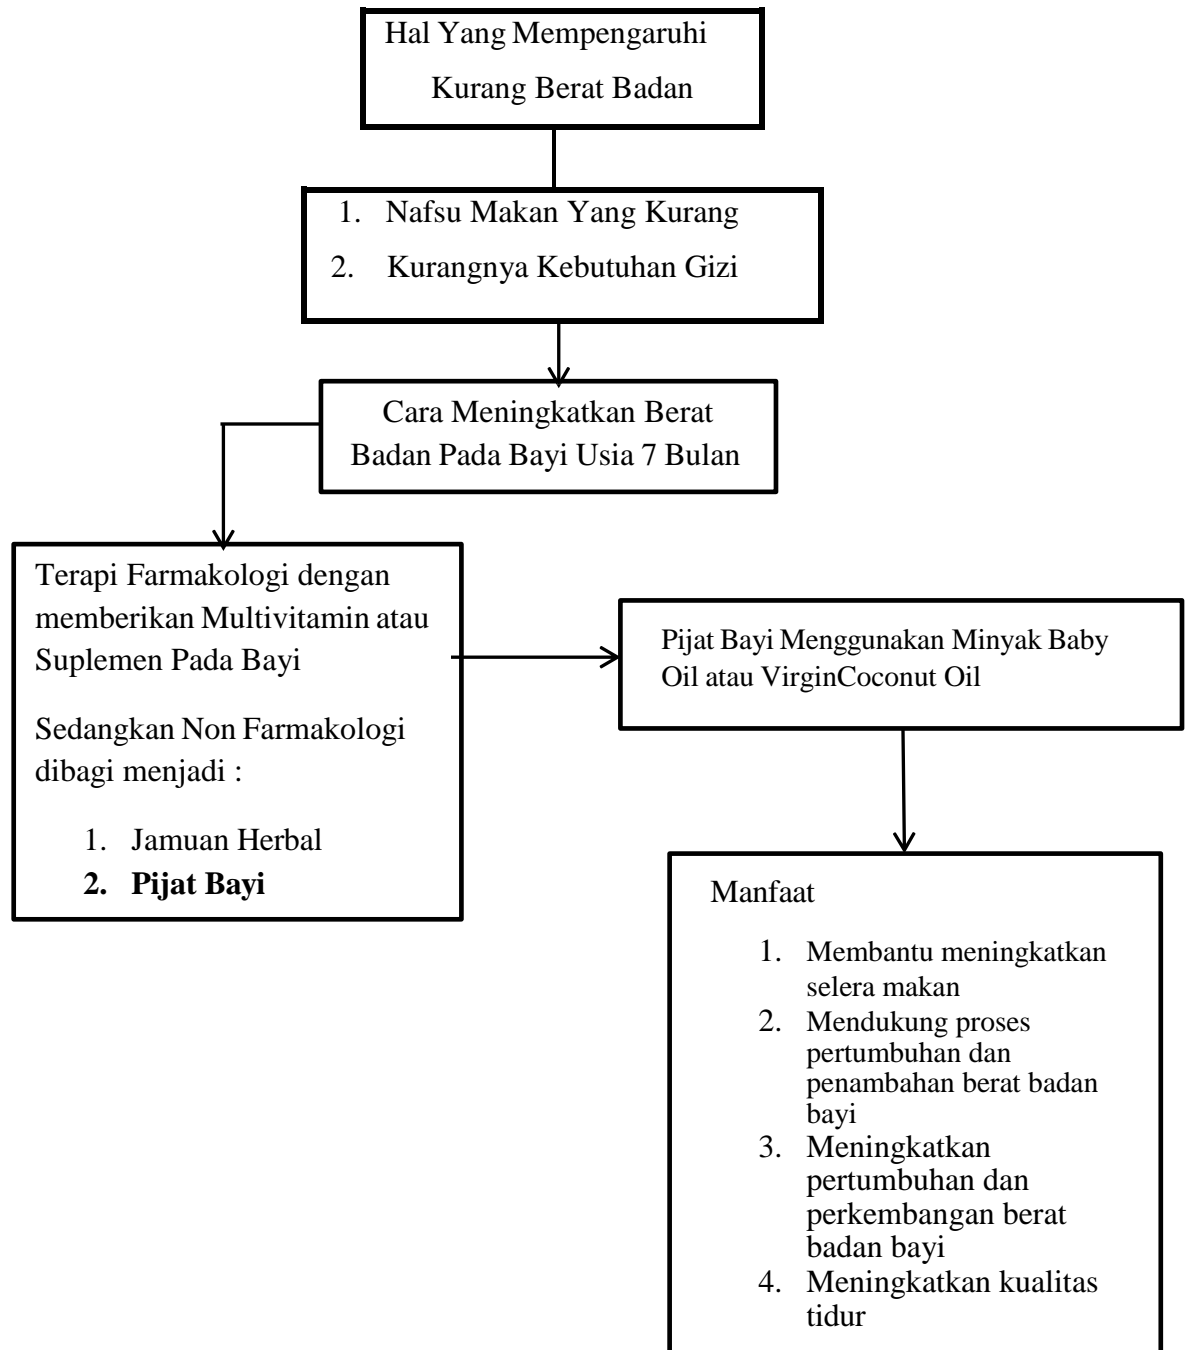 Hal Yang Mempengaruhi
Kurang Berat Badan
1. Nafsu Makan Yang Kurang
2. Kurangnya Kebutuhan Gizi
Cara Meningkatkan Berat
Badan Pada Bayi Usia 7 Bulan
Terapi Farmakologi dengan
memberikan Multivitamin atau
Suplemen Pada Bayi
Sedangkan Non Farmakologi
dibagi menjadi :
1. Jamuan Herbal
2. Pijat Bayi
Pijat Bayi Menggunakan Minyak Baby
Oil atau VirginCoconut Oil
Manfaat
1. Membantu meningkatkan
selera makan
2. Mendukung proses
pertumbuhan dan
penambahan berat badan
bayi
3. Meningkatkan
pertumbuhan dan
perkembangan berat
badan bayi
4. Meningkatkan kualitas
tidur